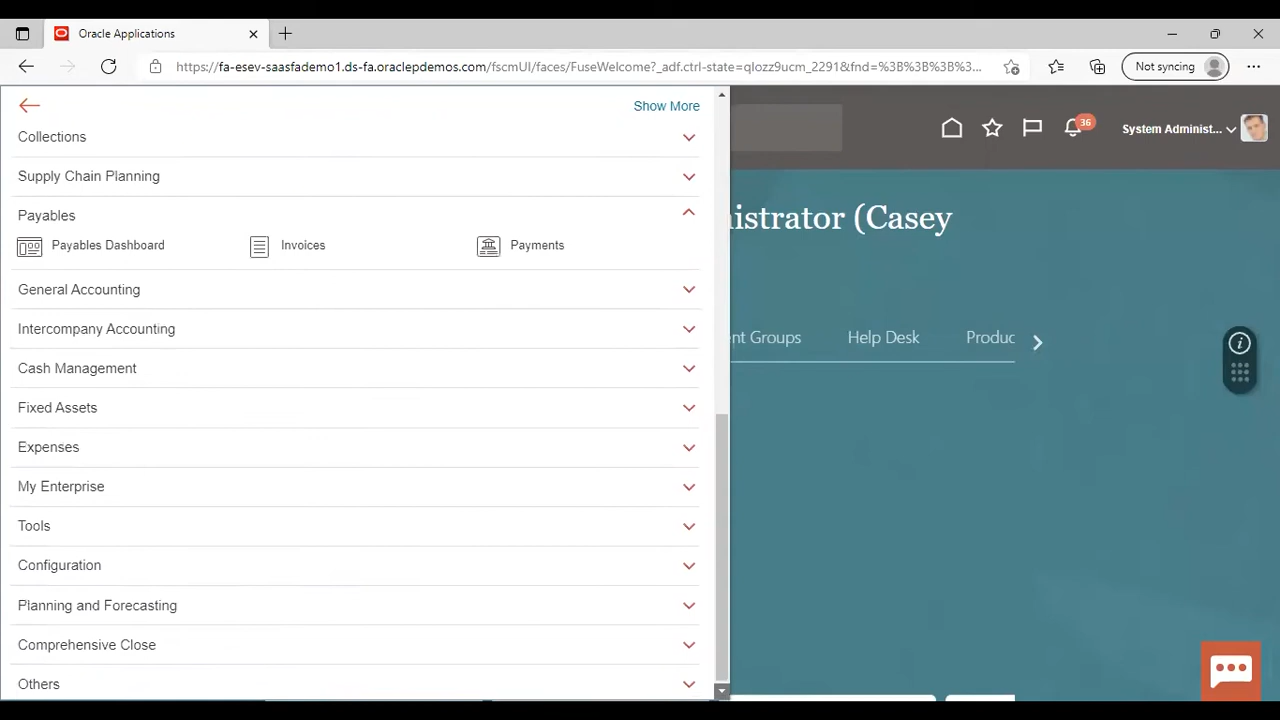 Oracle Applications
https://fa-esev-saasfademo1.ds-fa.oraclepdemos.com/fscmUI/faces/FuseWelcome?_adf.ctrl-state=qlozz9ucm_2291&fnd=%3B%3B%3B%3...
Not syncing
Show More
36
System Administ...
Collections
Supply Chain Planning
Payables
Payables Dashboard
Invoices
Payments
General Accounting
Intercompany Accounting
Cash Management
Fixed Assets
Expenses
My Enterprise
Tools
Configuration
Planning and Forecasting
Comprehensive Close
Others
nistrator (Casey
ent Groups
Help Desk
Produc